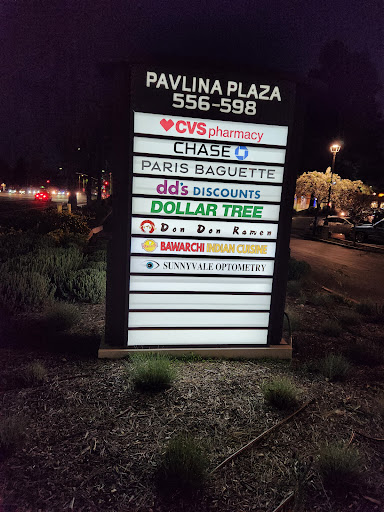 PAVLINA PLAZA
556-598
CVS pharmacy
CHASE
PARIS BAGUETTE
dd's DISCOUNTS
DOLLAR TREE
Don Don Ramen
BAWARCHI INDIAN CUISINE
SUNNYVALE OPTOMETRY